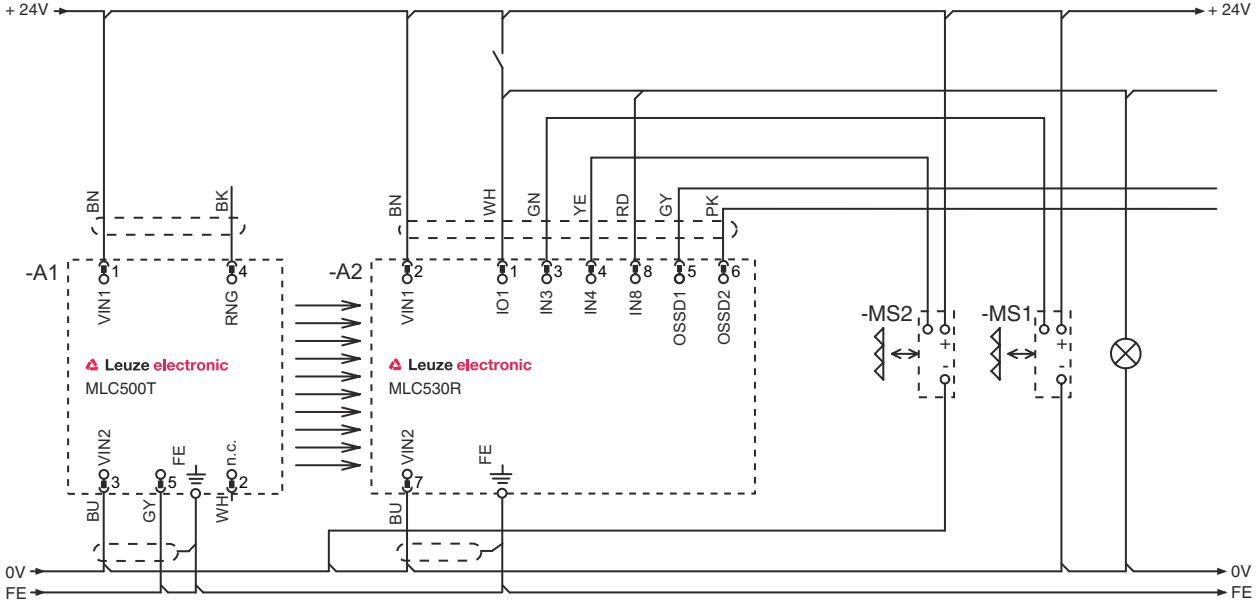 + 24V
+ 24V
BN
BK
BN
WH
GN
YE
RD
GY
PK
-A1
1
4
-A2
2
1
3
4
8
5
6
VIN1
RNG
VIN1
IO1
IN3
IN4
IN8
OSSD1
OSSD2
-MS2
-MS1
+
+
-
-
Leuze electronic
MLC500T
Leuze electronic
MLC530R
VIN2
FE
n.c.
VIN2
FE
3
5
2
7
BU
GY
WH
BU
0V
0V
FE
FE